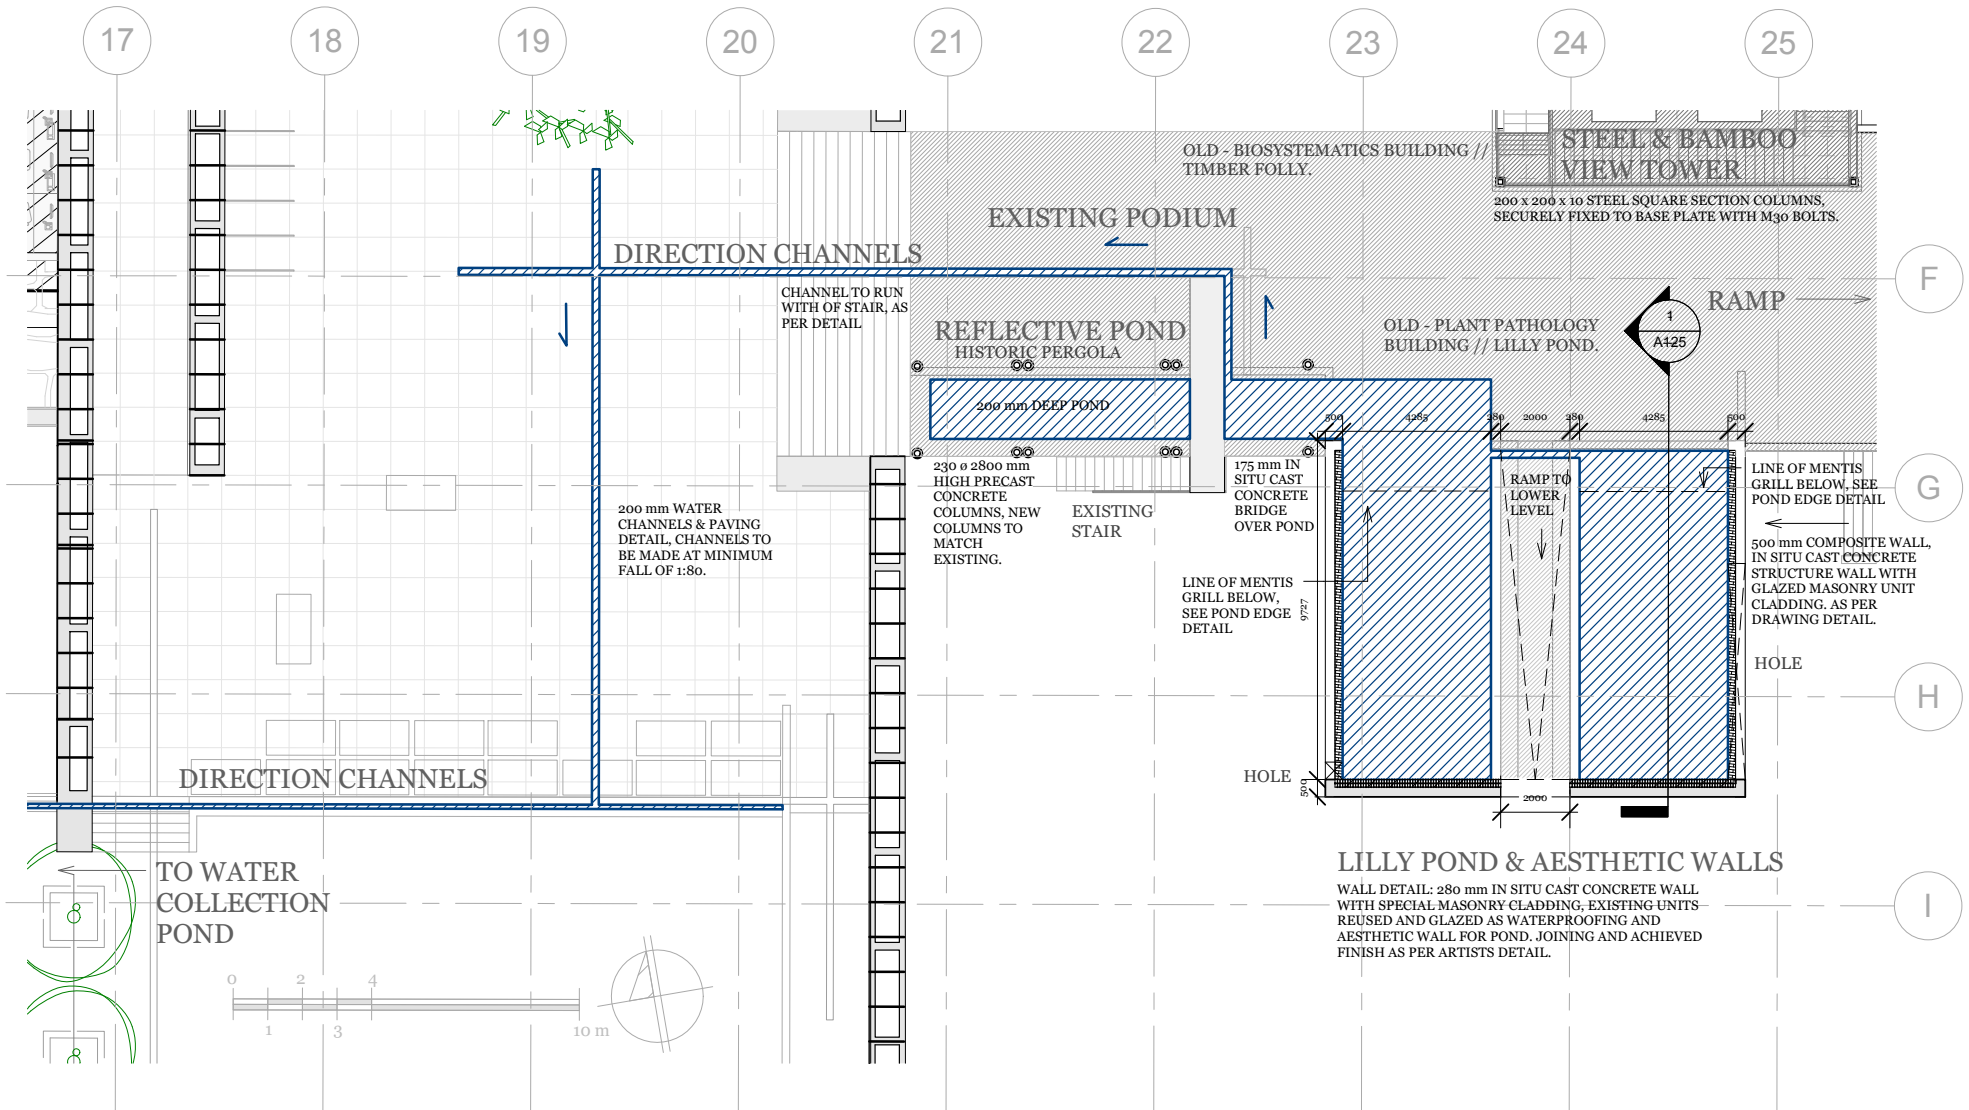 17
18
19
20
21
22
23
24
25
F
G
H
I
STEEL & BAMBOO
VIEW TOWER
200 x 200 x 10 STEEL SQUARE SECTION COLUMNS,
SECURELY FIXED TO BASE PLATE WITH M30 BOLTS.
OLD - BIOSYSTEMATICS BUILDING //
TIMBER FOLLY.
EXISTING PODIUM
DIRECTION CHANNELS
CHANNEL TO RUN
WITH OF STAIR, AS
PER DETAIL
REFLECTIVE POND
HISTORIC PERGOLA
200 mm DEEP POND
OLD - PLANT PATHOLOGY
BUILDING // LILLY POND.
1
A125
RAMP
500
4285
280
2000
280
4285
500
230 ø 2800 mm
HIGH PRECAST
CONCRETE
COLUMNS, NEW
COLUMNS TO
MATCH
EXISTING.
EXISTING
STAIR
175 mm IN
SITU CAST
CONCRETE
BRIDGE
OVER POND
RAMP TO
LOWER
LEVEL
LINE OF MENTIS
GRILL BELOW, SEE
POND EDGE DETAIL
500 mm COMPOSITE WALL,
IN SITU CAST CONCRETE
STRUCTURE WALL WITH
GLAZED MASONRY UNIT
CLADDING. AS PER
DRAWING DETAIL.
200 mm WATER
CHANNELS & PAVING
DETAIL, CHANNELS TO
BE MADE AT MINIMUM
FALL OF 1:80.
LINE OF MENTIS
GRILL BELOW,
SEE POND EDGE
DETAIL
9727
HOLE
HOLE
500
2000
DIRECTION CHANNELS
TO WATER
COLLECTION
POND
LILLY POND & AESTHETIC WALLS
WALL DETAIL: 280 mm IN SITU CAST CONCRETE WALL
WITH SPECIAL MASONRY CLADDING, EXISTING UNITS
REUSED AND GLAZED AS WATERPROOFING AND
AESTHETIC WALL FOR POND. JOINING AND ACHIEVED
FINISH AS PER ARTISTS DETAIL.
0 2 4
1 3 10 m